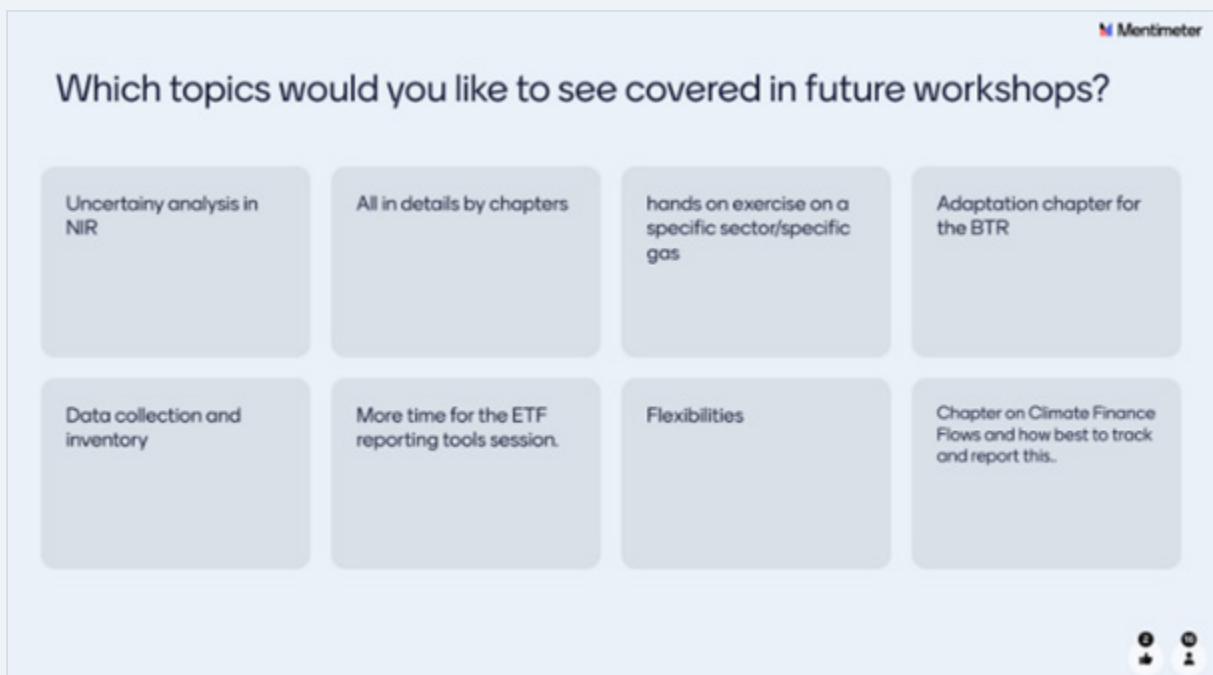 Mentimeter
Which topics would you like to see covered in future workshops?
Uncertainy analysis in
NIR
All in details by chapters
hands on exercise on a
specific sector/specific
gas
Adaptation chapter for
the BTR
Data collection and
inventory
More time for the ETF
reporting tools session.
Flexibilities
Chapter on Climate Finance
Flows and how best to track
and report this..
2